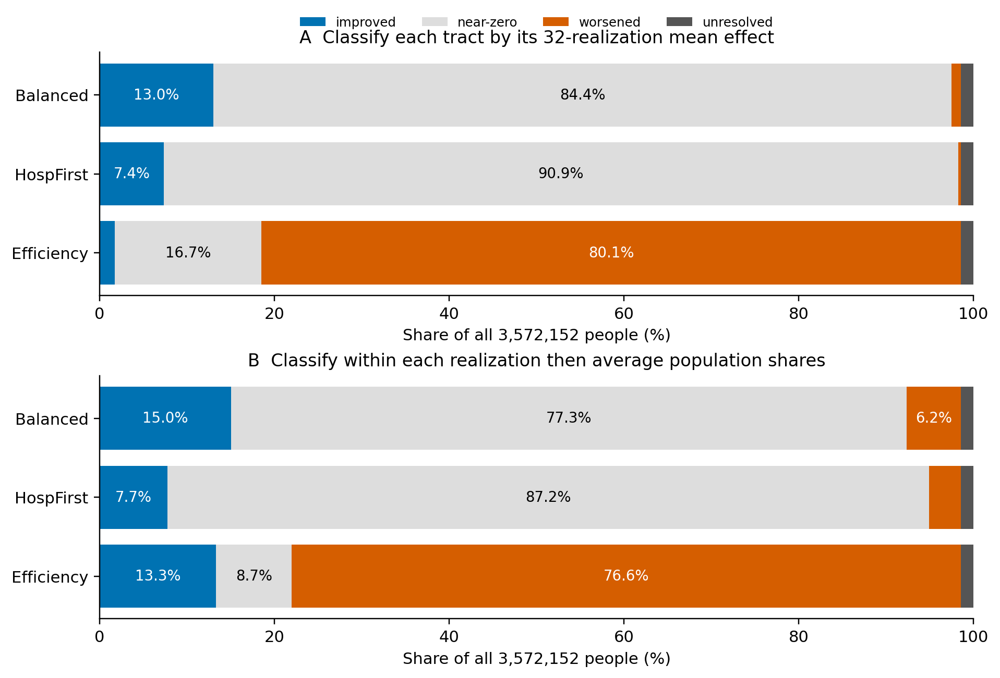 improved near-zero worsened unresolved
A Classify each tract by its 32-realization mean effect
Balanced 13.0% 84.4%
HospFirst 7.4% 90.9%
Efficiency 16.7% 80.1%
0 20 40 60 80 100
Share of all 3,572,152 people (%)
B Classify within each realization then average population shares
Balanced 15.0% 77.3% 6.2%
HospFirst 7.7% 87.2%
Efficiency 13.3% 8.7% 76.6%
0 20 40 60 80 100
Share of all 3,572,152 people (%)